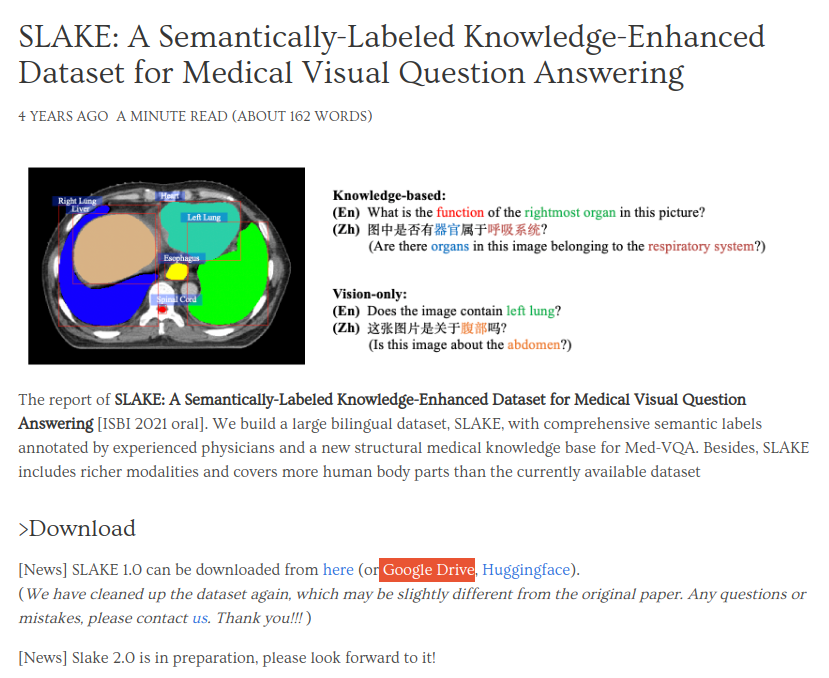 SLAKE: A Semantically-Labeled Knowledge-Enhanced
Dataset for Medical Visual Question Answering
4 YEARS AGO A MINUTE READ (ABOUT 162 WORDS)
Right Lung
Liver
Heart
Left Lung
Esophagus
Spinal Cord
Knowledge-based:
(En) What is the function of the rightmost organ in this picture?
(Zh) 图中是否有器官属于呼吸系统?
(Are there organs in this image belonging to the respiratory system?)
Vision-only:
(En) Does the image contain left lung?
(Zh) 这张图片是关于腹部吗?
(Is this image about the abdomen?)
The report of SLAKE: A Semantically-Labeled Knowledge-Enhanced Dataset for Medical Visual Question
Answering [ISBI 2021 oral]. We build a large bilingual dataset, SLAKE, with comprehensive semantic labels
annotated by experienced physicians and a new structural medical knowledge base for Med-VQA. Besides, SLAKE
includes richer modalities and covers more human body parts than the currently available dataset
>Download
[News] SLAKE 1.0 can be downloaded from here (or Google Drive, Huggingface).
(We have cleaned up the dataset again, which may be slightly different from the original paper. Any questions or
mistakes, please contact us. Thank you!!! )
[News] Slake 2.0 is in preparation, please look forward to it!